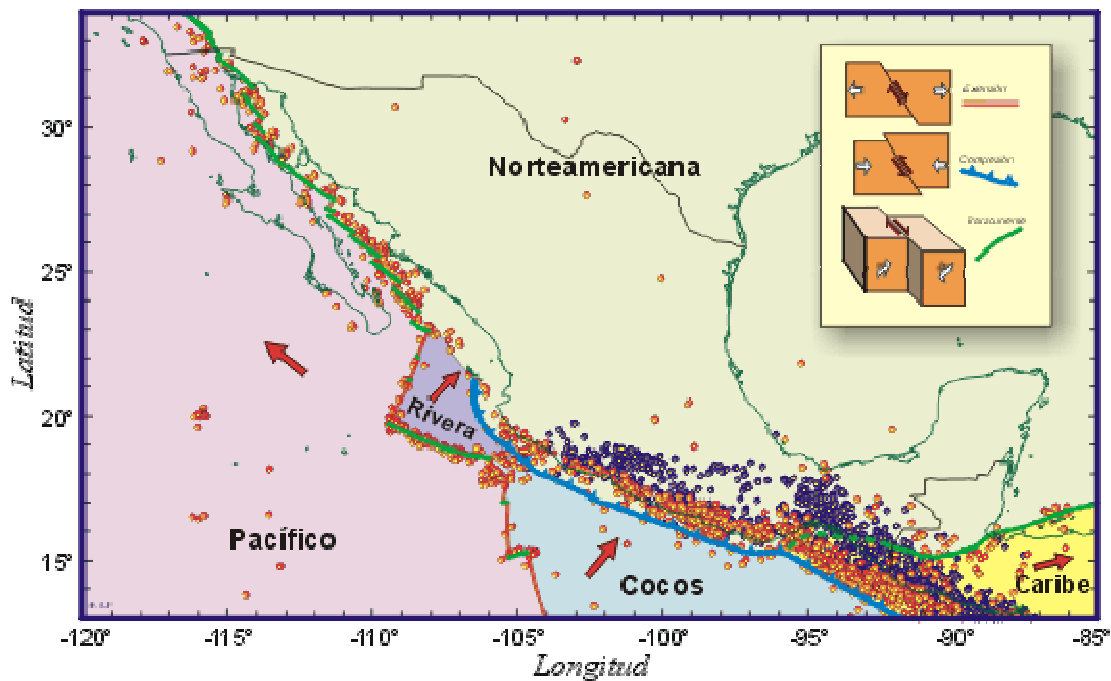 Extensión
Compresión
Norteamericana
30°
25°
20°
15°
Latitud
Rivera
Pacífico
Cocos
Caribe
-120°
-115°
-110°
-105°
-100°
-95°
-90°
-85°
Longitud